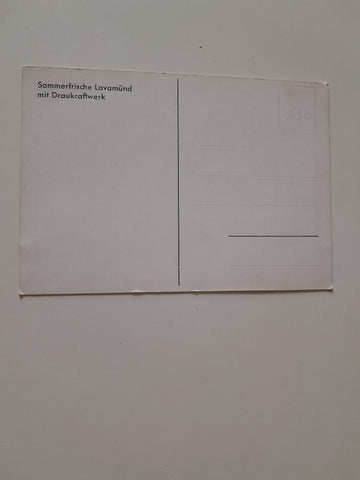 Sommerfrische Lavamünd
mit Draukraftwerk